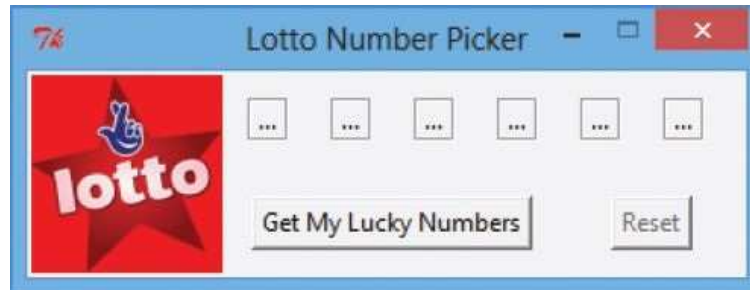 Lotto Number Picker
... ... ... ... ... ...
lotto
Get My Lucky Numbers Reset